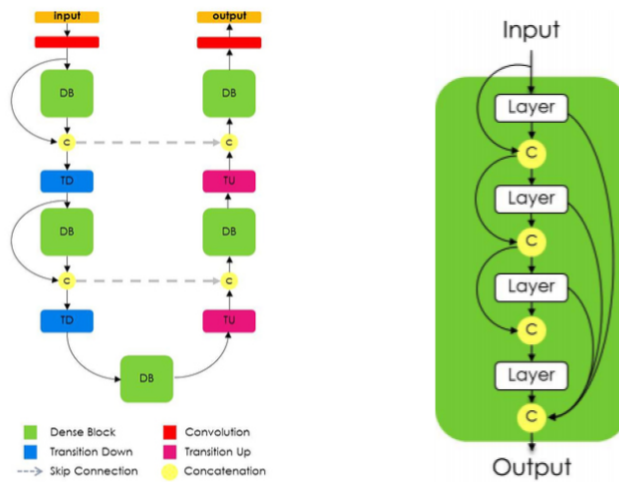 input
output
DB
DB
c
c
TD
TU
DB
DB
c
c
TD
TU
DB
Dense Block
Convolution
Transition Down
Transition Up
Skip Connection
Concatenation
Input
Layer
C
Layer
C
Layer
C
Layer
C
Output